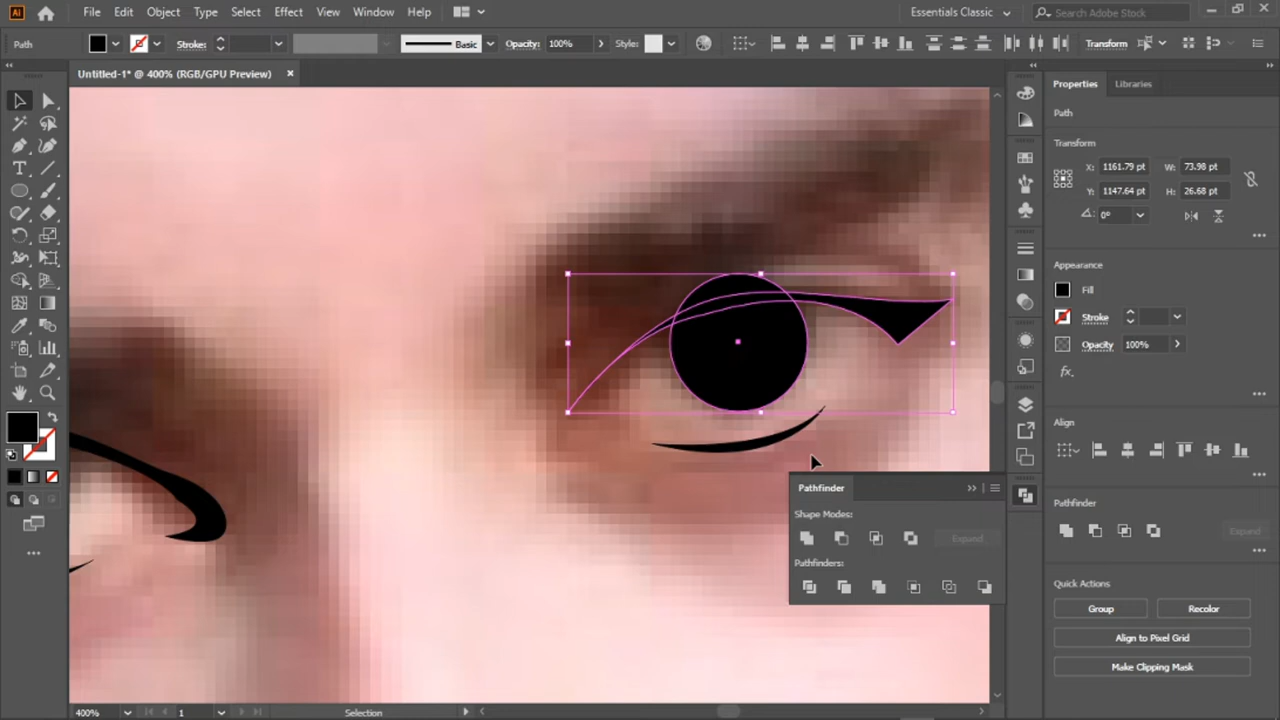 Ai File Edit Object Type Select Effect View Window Help Essentials Classic Search Adobe Stock
Path Stroke: Basic Opacity: 100% Style: Transform
Untitled-1* @ 400% (RGB/GPU Preview)
Properties Libraries
Path
Transform
X: 1161.79 pt W: 73.98 pt
Y: 1147.64 pt H: 26.68 pt
0°
Appearance
Fill
Stroke
Opacity 100%
fx.
Align
Pathfinder
Expand
Quick Actions
Group Recolor
Align to Pixel Grid
Make Clipping Mask
Pathfinder
Shape Modes:
Expand
Pathfinders:
400% 1 Selection